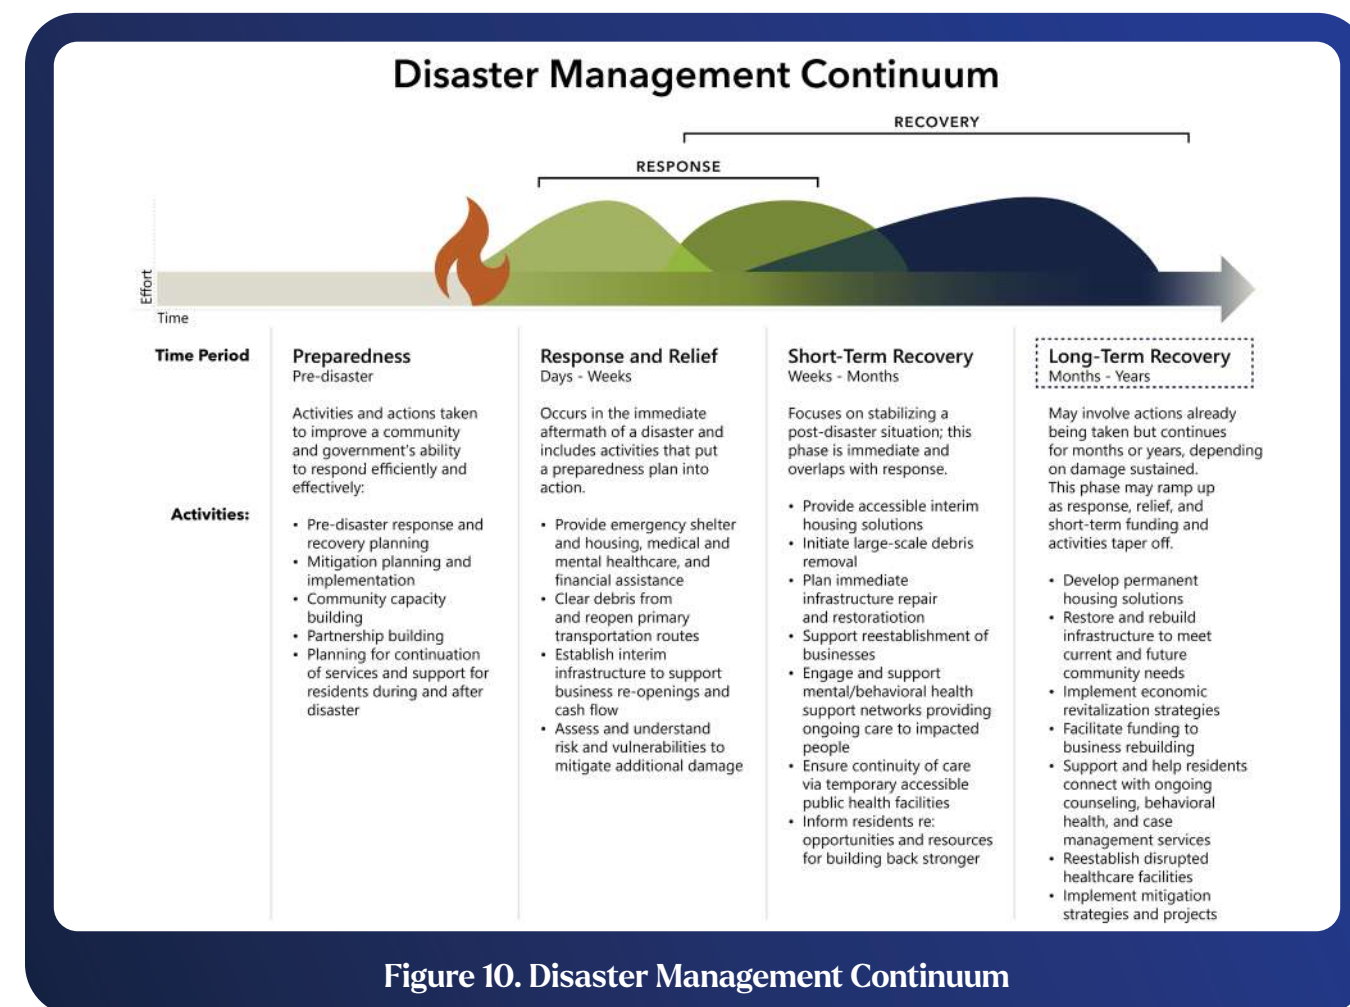 Disaster Management Continuum
RECOVERY
RESPONSE
Effort
Time
Time Period
Activities:
Preparedness
Pre-disaster
Activities and actions taken
to improve a community
and government's ability
to respond efficiently and
effectively:
• Pre-disaster response and
recovery planning
• Mitigation planning and
implementation
• Community capacity
building
• Partnership building
• Planning for continuation
of services and support for
residents during and after
disaster
Response and Relief
Days - Weeks
Occurs in the immediate
aftermath of a disaster and
includes activities that put
a preparedness plan into
action.
• Provide emergency shelter
and housing, medical and
mental healthcare, and
financial assistance
• Clear debris from
and reopen primary
transportation routes
• Establish interim
infrastructure to support
business re-openings and
cash flow
• Assess and understand
risk and vulnerabilities to
mitigate additional damage
Short-Term Recovery
Weeks - Months
Focuses on stabilizing a
post-disaster situation; this
phase is immediate and
overlaps with response.
• Provide accessible interim
housing solutions
• Initiate large-scale debris
removal
• Plan immediate
infrastructure repair
and restoratiotion
• Support reestablishment of
businesses
• Engage and support
mental/behavioral health
support networks providing
ongoing care to impacted
people
• Ensure continuity of care
via temporary accessible
public health facilities
• Inform residents re:
opportunities and resources
for building back stronger
Long-Term Recovery
Months - Years
May involve actions already
being taken but continues
for months or years, depending
on damage sustained.
This phase may ramp up
as response, relief, and
short-term funding and
activities taper off.
• Develop permanent
housing solutions
• Restore and rebuild
infrastructure to meet
current and future
community needs
• Implement economic
revitalization strategies
• Facilitate funding to
business rebuilding
• Support and help residents
connect with ongoing
counseling, behavioral
health, and case
management services
• Reestablish disrupted
healthcare facilities
• Implement mitigation
strategies and projects
Figure 10. Disaster Management Continuum